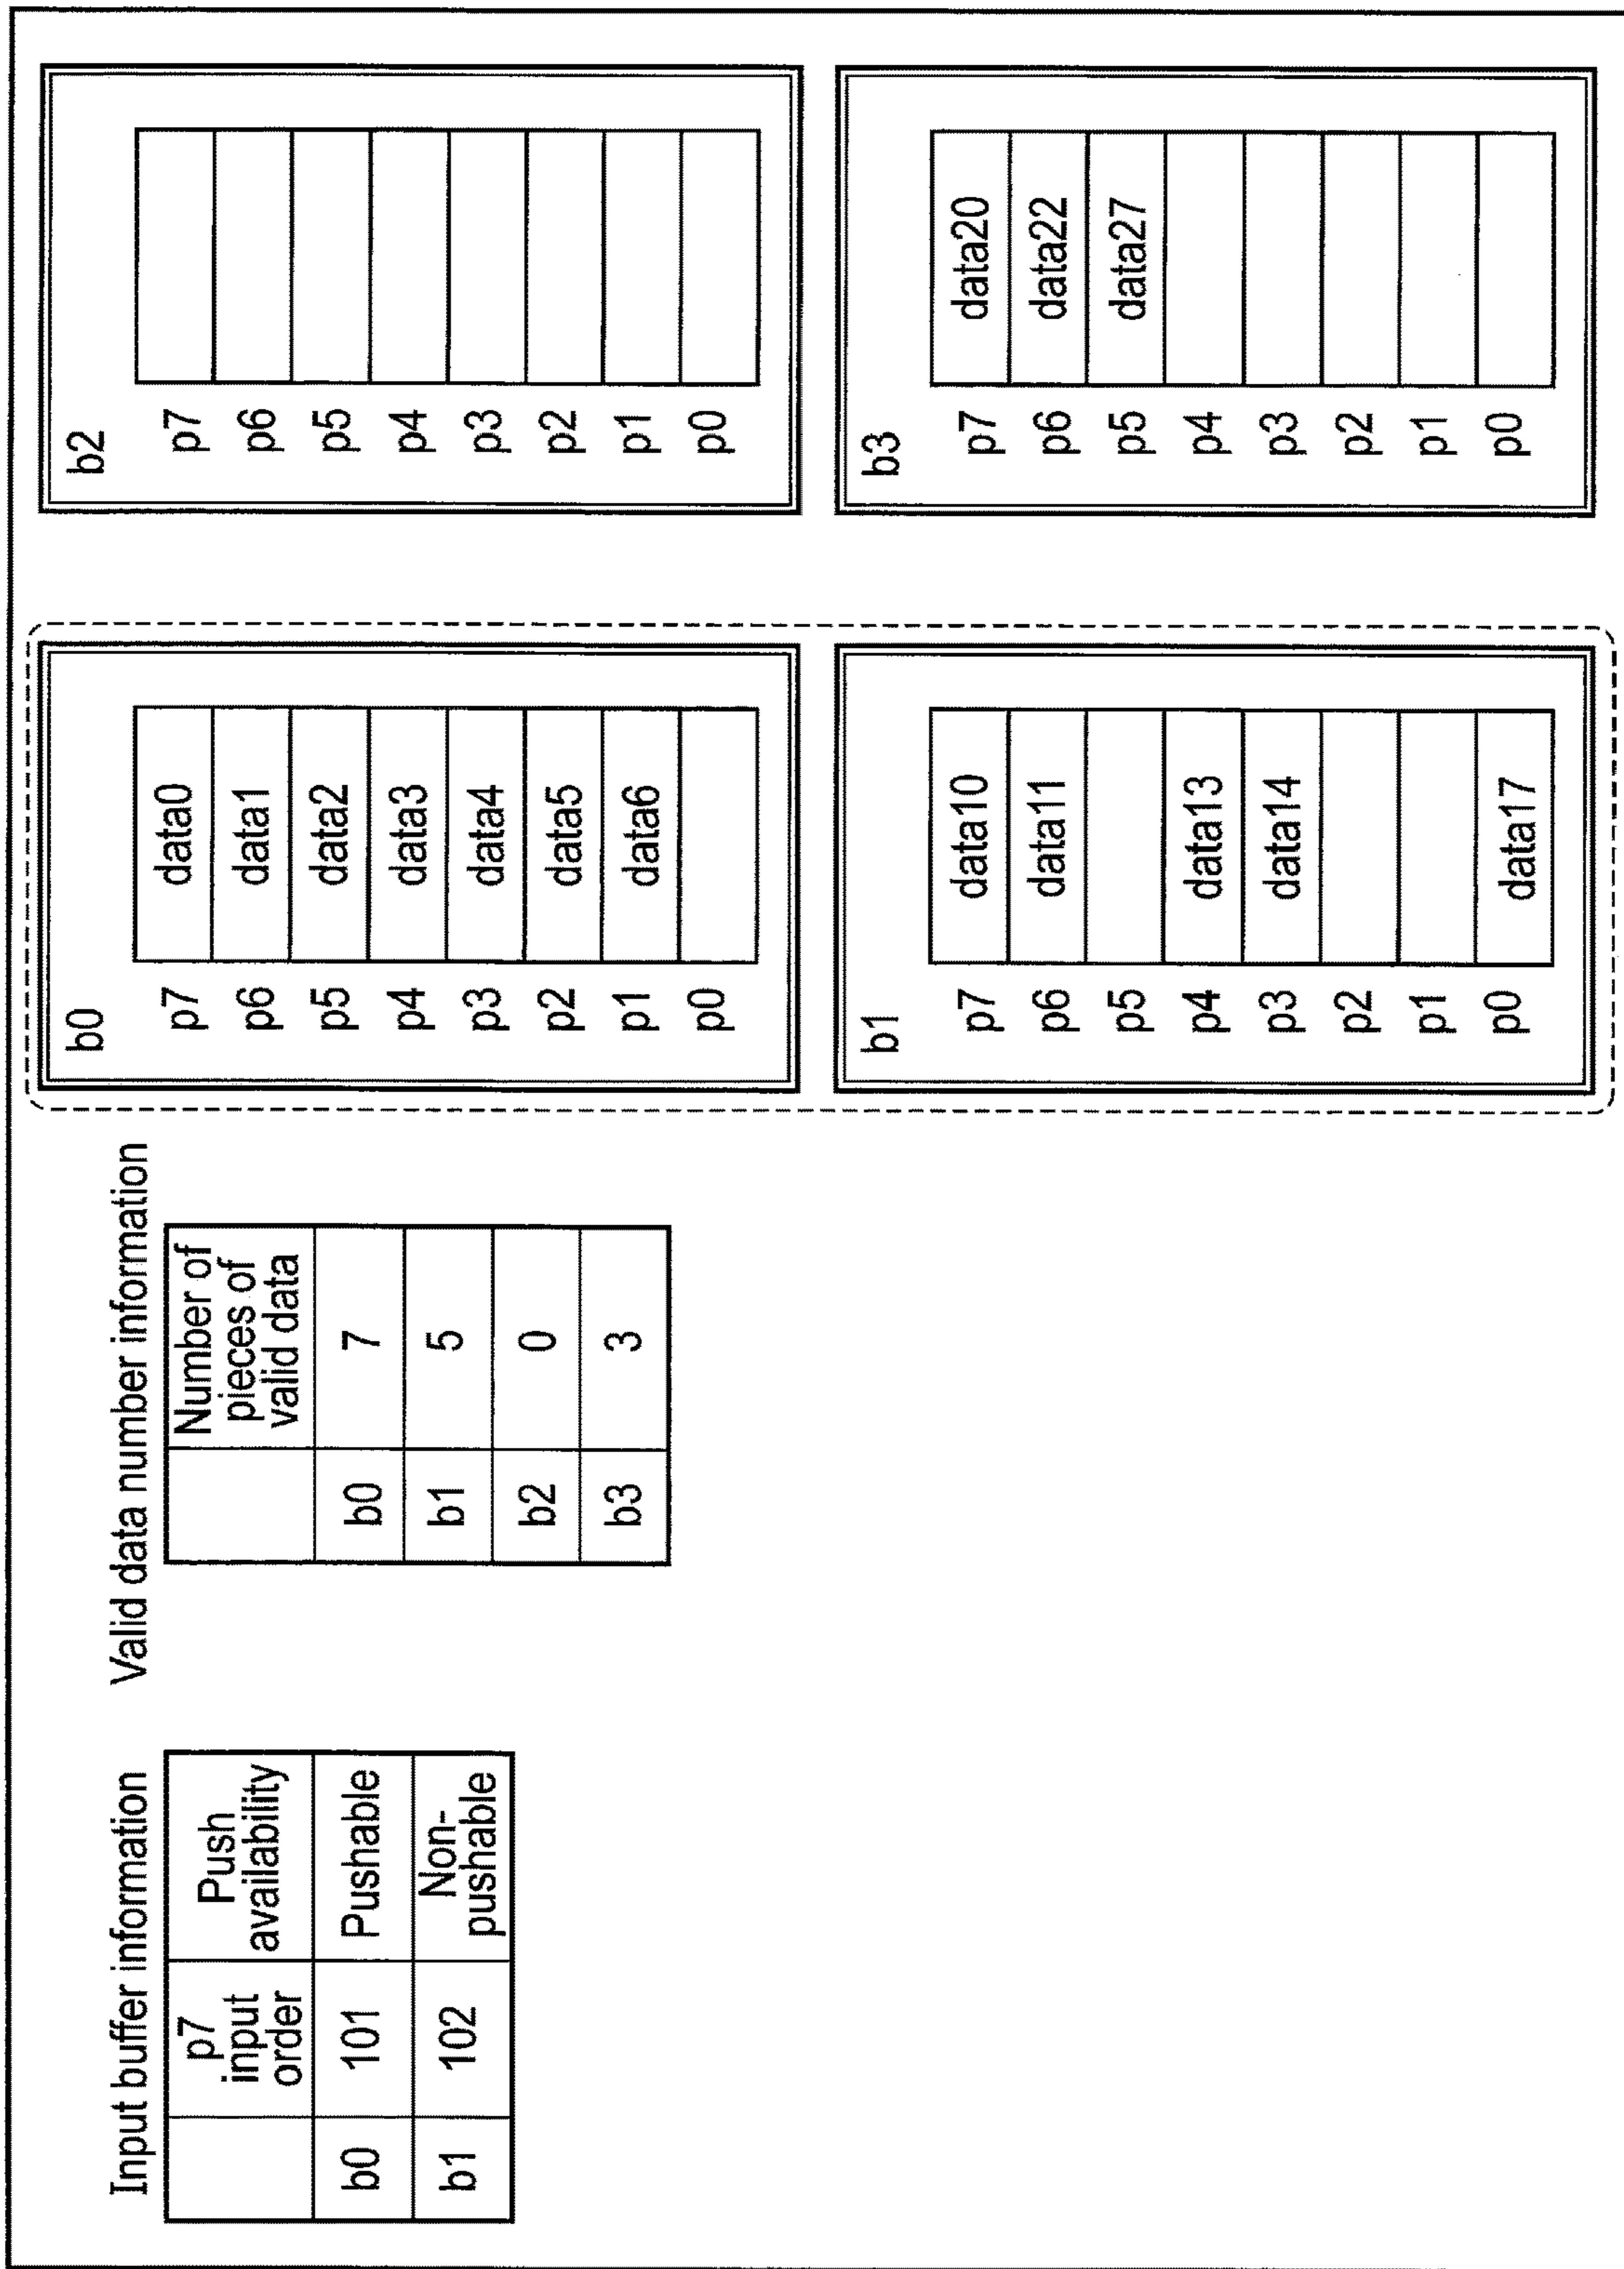 Input buffer information
p7
input
order
Push
availability
b0 101 Pushable
b1 102 Non-
pushable
Valid data number information
Number of
pieces of
valid data
b0 7
b1 5
b2 0
b3 3
b0
p7 data0
p6 data1
p5 data2
p4 data3
p3 data4
p2 data5
p1 data6
p0
b1
p7 data10
p6 data11
p5
p4 data13
p3 data14
p2
p1
p0 data17
b2
p7
p6
p5
p4
p3
p2
p1
p0
b3
p7 data20
p6 data22
p5 data27
p4
p3
p2
p1
p0